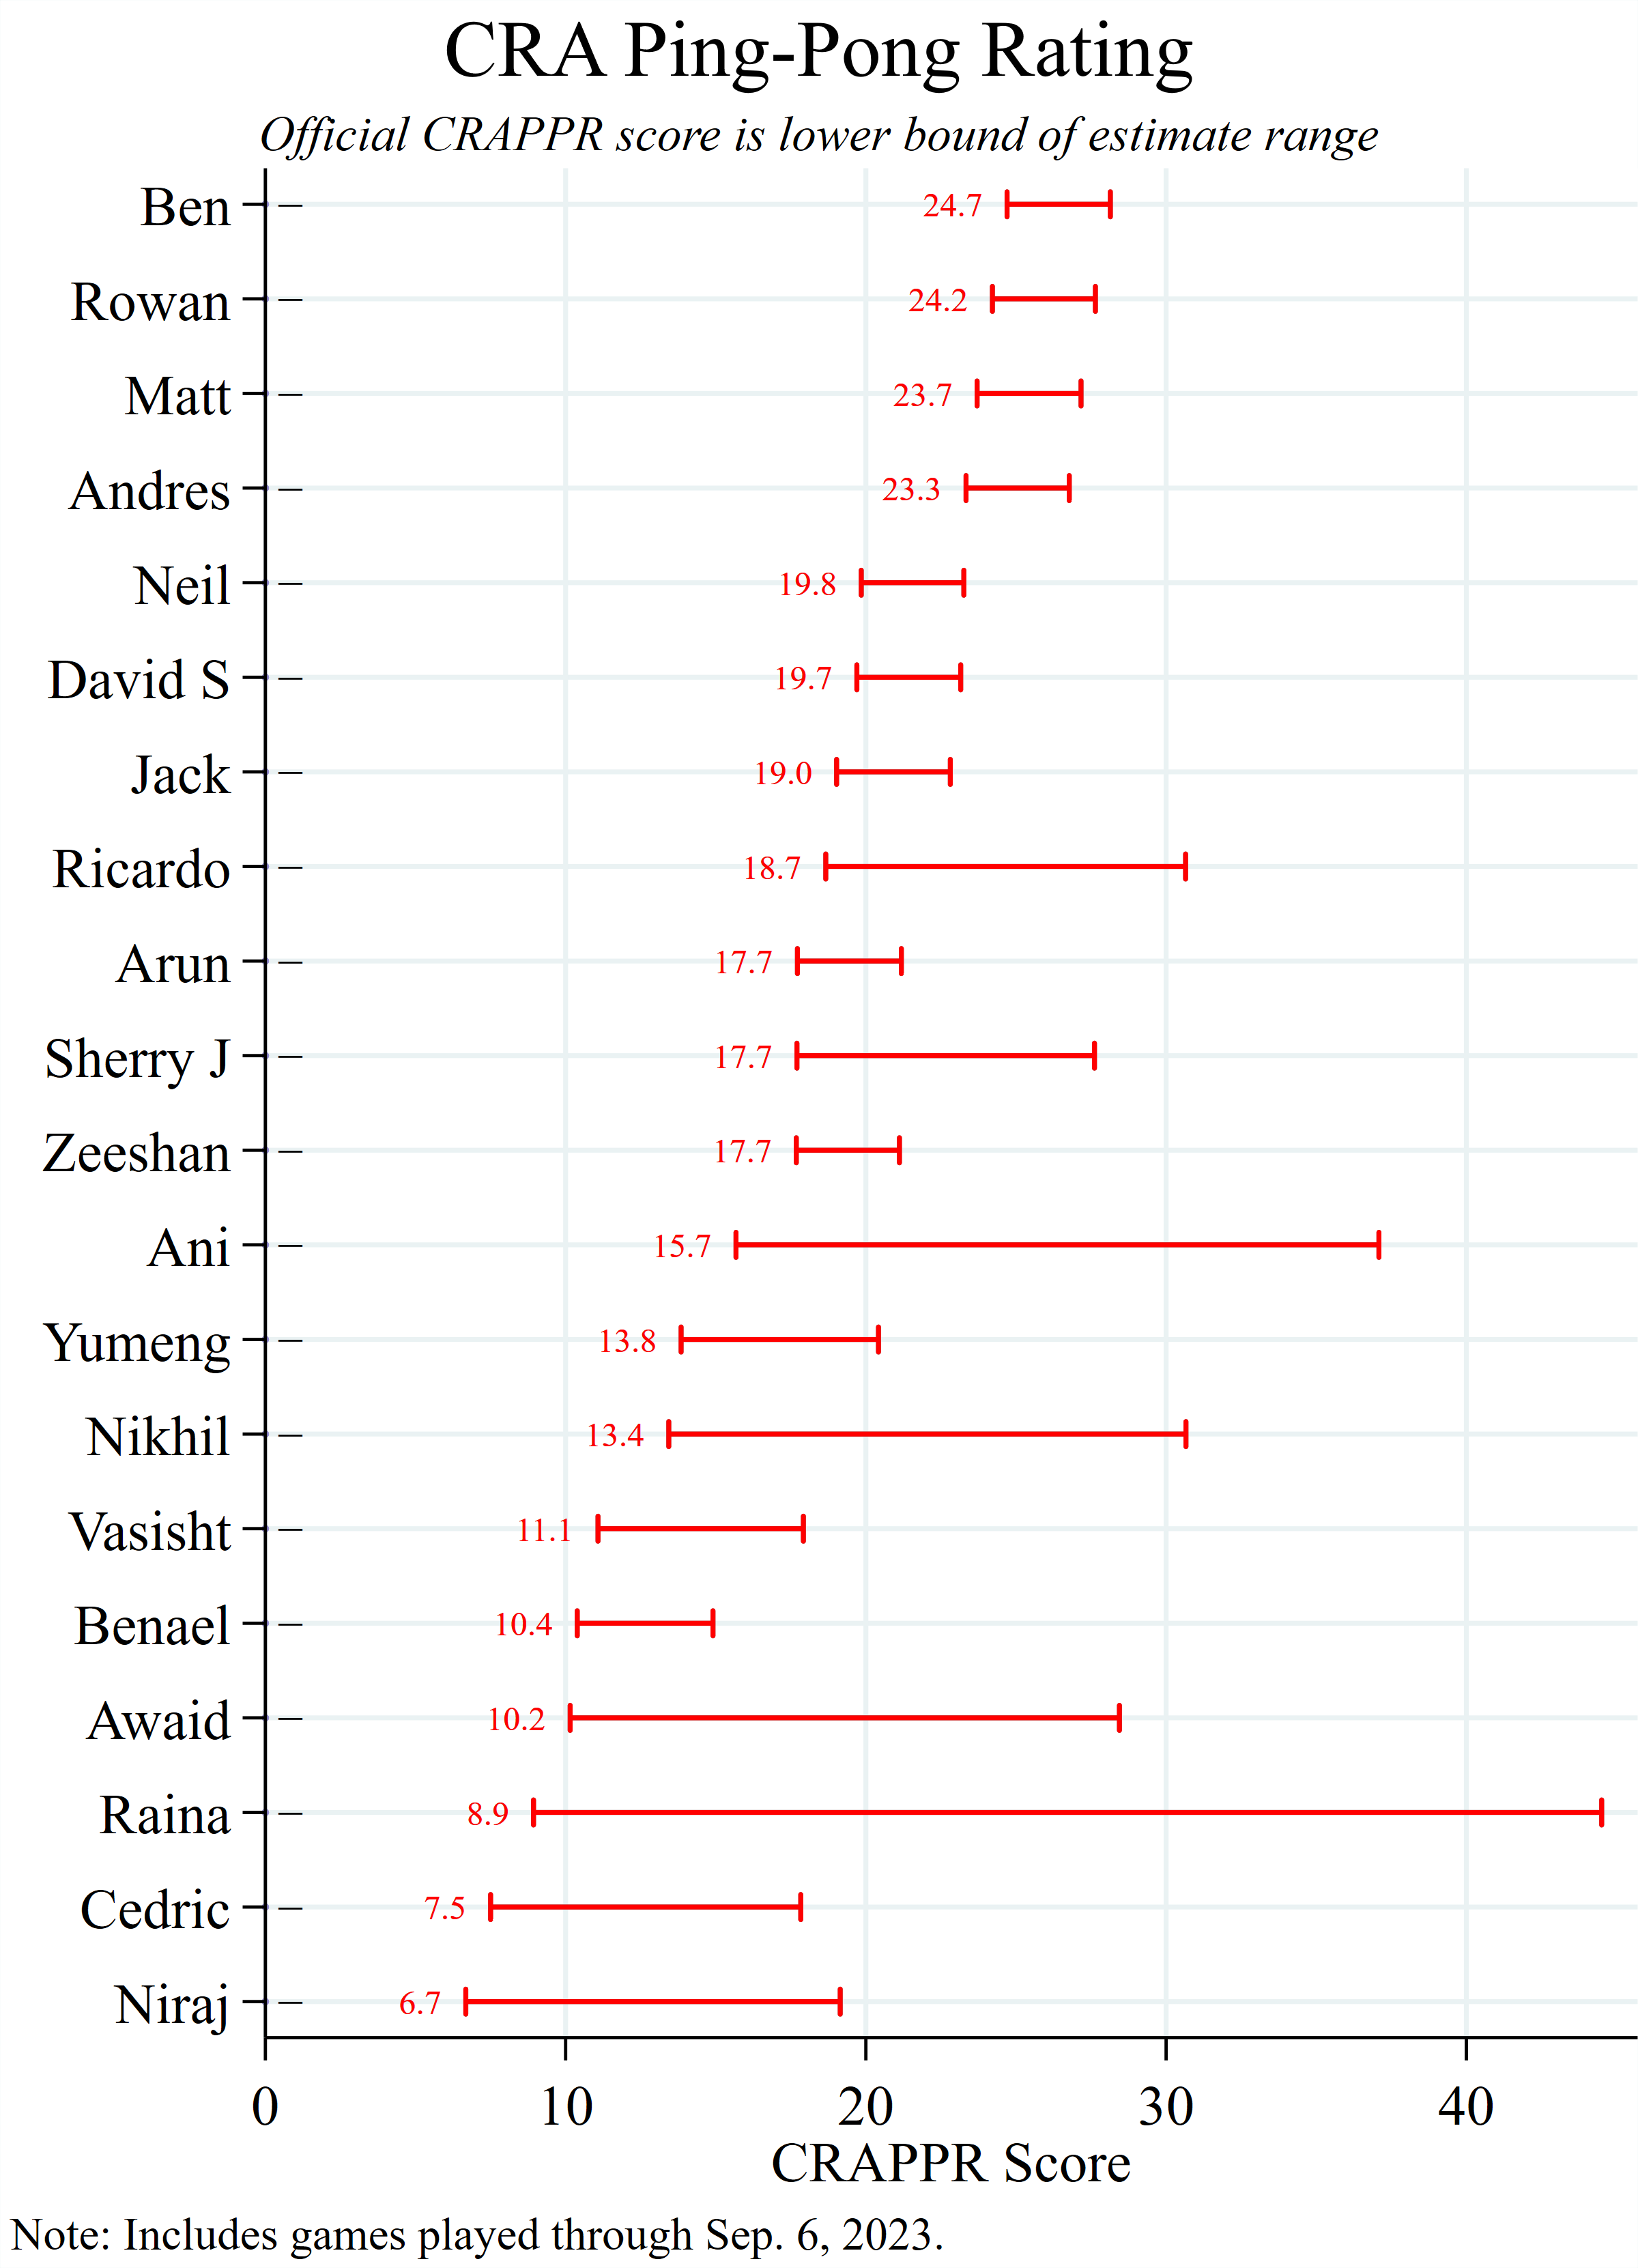 CRA Ping-Pong Rating
Official CRAPPR score is lower bound of estimate range
Ben 24.7
Rowan 24.2
Matt 23.7
Andres 23.3
Neil 19.8
David S 19.7
Jack 19.0
Ricardo 18.7
Arun 17.7
Sherry J 17.7
Zeeshan 17.7
Ani 15.7
Yumeng 13.8
Nikhil 13.4
Vasisht 11.1
Benael 10.4
Awaid 10.2
Raina 8.9
Cedric 7.5
Niraj 6.7
0 10 20 30 40
CRAPPR Score
Note: Includes games played through Sep. 6, 2023.